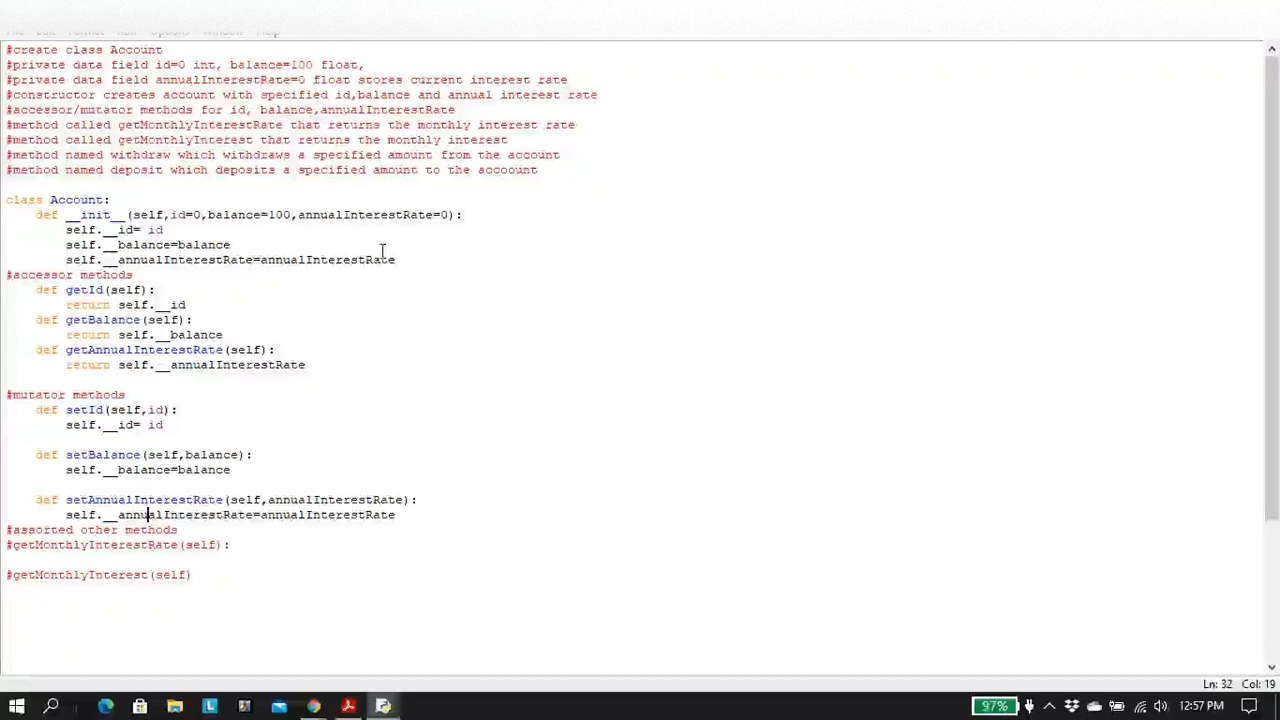 File Edit Format Run Options Window Help
#create class Account
#private data field id=0 int, balance=100 float,
#private data field annualInterestRate=0 float stores current interest rate
#constructor creates account with specified id,balance and annual interest rate
#accessor/mutator methods for id, balance,annualInterestRate
#method called getMonthlyInterestRate that returns the monthly interest rate
#method called getMonthlyInterest that returns the monthly interest
#method named withdraw which withdraws a specified amount from the account
#method named deposit which deposits a specified amount to the accoount
class Account:
def __init__(self,id=0,balance=100,annualInterestRate=0):
self.__id= id
self.__balance=balance
self.__annualInterestRate=annualInterestRate
#accessor methods
def getId(self):
return self.__id
def getBalance(self):
return self.__balance
def getAnnualInterestRate(self):
return self.__annualInterestRate
#mutator methods
def setId(self,id):
self.__id= id
def setBalance(self,balance):
self.__balance=balance
def setAnnualInterestRate(self,annualInterestRate):
self.__annualInterestRate=annualInterestRate
#assorted other methods
#getMonthlyInterestRate(self):
#getMonthlyInterest(self)
Ln: 32 Col: 19
97%
12:57 PM